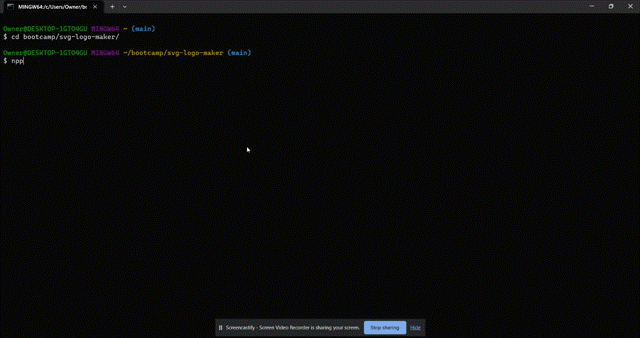 MINGW64:/c/Users/Owner/bo
Owner@DESKTOP-1GTO4GU MINGW64 ~ (main)
$ cd bootcamp/svg-logo-maker/
Owner@DESKTOP-1GTO4GU MINGW64 ~/bootcamp/svg-logo-maker (main)
$ npp
Screencastify - Screen Video Recorder is sharing your screen. Stop sharing Hide